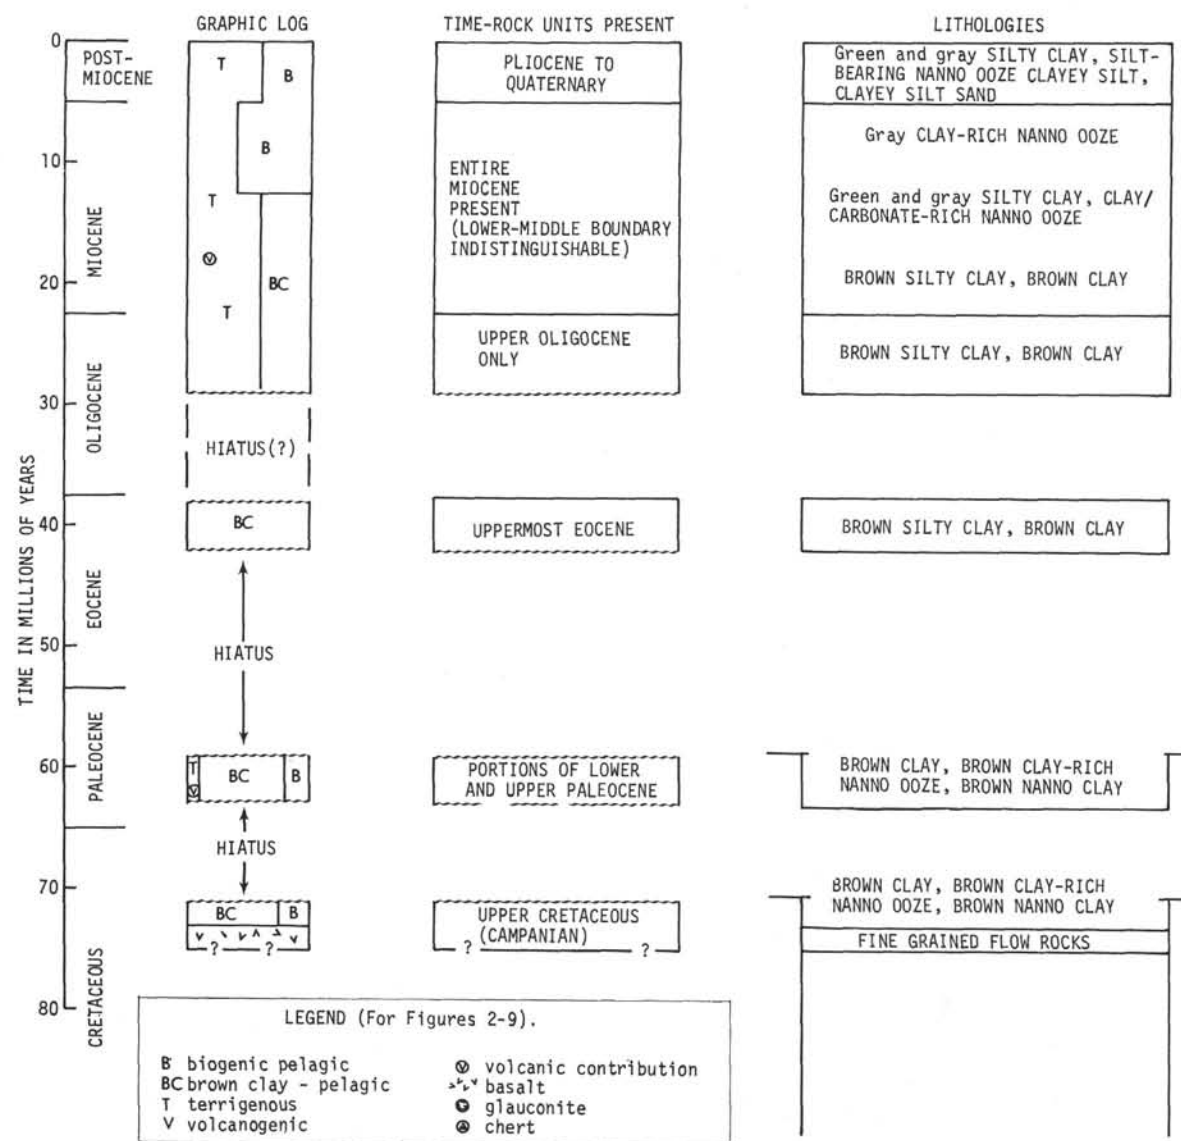 GRAPHIC LOG
TIME-ROCK UNITS PRESENT
LITHOLOGIES
TIME IN MILLIONS OF YEARS
0
10
20
30
40
50
60
70
80
POST-
MIOCENE
MIOCENE
OLIGOCENE
EOCENE
PALEOCENE
CRETACEOUS
T
B
B
T
V
BC
T
HIATUS(?)
BC
HIATUS
T
V
BC
B
HIATUS
BC
B
? ?
PLIOCENE TO
QUATERNARY
ENTIRE
MIOCENE
PRESENT
(LOWER-MIDDLE BOUNDARY
INDISTINGUISHABLE)
UPPER OLIGOCENE
ONLY
UPPERMOST EOCENE
PORTIONS OF LOWER
AND UPPER PALEOCENE
UPPER CRETACEOUS
(CAMPANIAN)
? ?
Green and gray SILTY CLAY, SILT-
BEARING NANNO OOZE CLAYEY SILT,
CLAYEY SILT SAND
Gray CLAY-RICH NANNO OOZE
Green and gray SILTY CLAY, CLAY/
CARBONATE-RICH NANNO OOZE
BROWN SILTY CLAY, BROWN CLAY
BROWN SILTY CLAY, BROWN CLAY
BROWN SILTY CLAY, BROWN CLAY
BROWN CLAY, BROWN CLAY-RICH
NANNO OOZE, BROWN NANNO CLAY
BROWN CLAY, BROWN CLAY-RICH
NANNO OOZE, BROWN NANNO CLAY
FINE GRAINED FLOW ROCKS
LEGEND (For Figures 2-9).
B biogenic pelagic
BC brown clay - pelagic
T terrigenous
V volcanogenic
V volcanic contribution
basalt
glauconite
chert